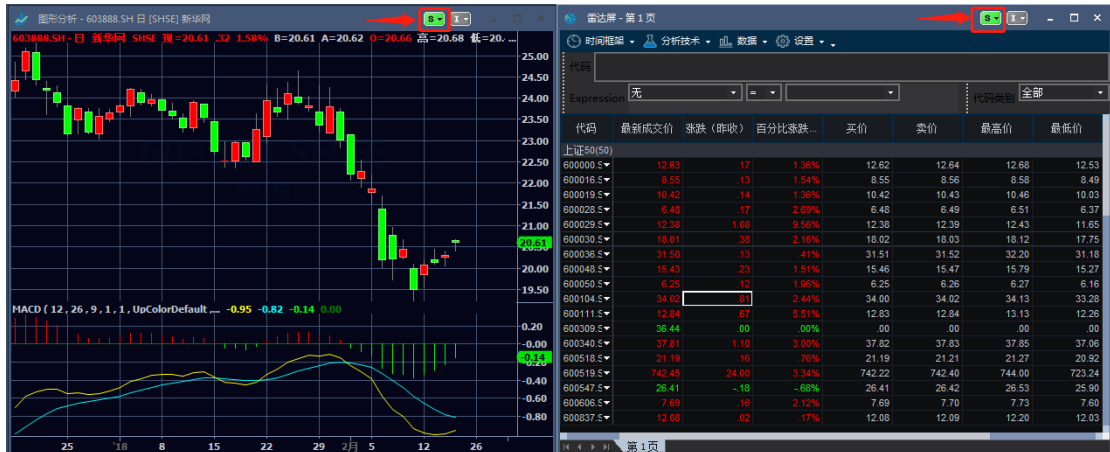 图形分析 - 603888.SH 日 [SHSE] 新华网
S I
603888.SH - 日 新华网 SHSE 现=20.61 .32 1.58% B=20.61 A=20.62 O=20.66 高=20.68 低=20. ...
25.00
24.50
24.00
23.50
23.00
22.50
22.00
21.50
21.00
20.61
20.00
19.50
MACD ( 12 , 26 , 9 , 1 , 1 , UpColorDefault ,... -0.95 -0.82 -0.14 0.00
0.20
-0.00
-0.14
-0.20
-0.40
-0.60
-0.80
25 '18 8 15 22 29 2月 5 12 26
雷达屏 - 第1页
S I
时间框架 分析技术 数据 设置
代码
Expression 无 = 代码类别 全部
代码 最新成交价 涨跌（昨收） 百分比涨跌... 买价 卖价 最高价 最低价
上证50(50)
600000.S 12.63 .17 1.36% 12.62 12.64 12.68 12.53
600016.S 8.55 .13 1.54% 8.55 8.56 8.58 8.49
600019.S 10.42 .14 1.36% 10.42 10.43 10.46 10.03
600028.S 6.48 .17 2.69% 6.48 6.49 6.51 6.37
600029.S 12.38 1.08 9.56% 12.38 12.39 12.43 11.65
600030.S 18.01 .38 2.16% 18.02 18.03 18.12 17.75
600036.S 31.50 .13 .41% 31.51 31.52 32.20 31.18
600048.S 15.43 .23 1.51% 15.46 15.47 15.79 15.27
600050.S 6.25 .12 1.96% 6.25 6.26 6.27 6.16
600104.S 34.02 .81 2.44% 34.00 34.02 34.13 33.28
600111.S 12.84 .67 5.51% 12.83 12.84 13.13 12.26
600309.S 36.44 .00 .00% .00 .00 .00 .00
600340.S 37.81 1.10 3.00% 37.82 37.83 37.85 37.06
600518.S 21.19 .16 .76% 21.19 21.21 21.27 20.92
600519.S 742.45 24.00 3.34% 742.22 742.40 744.00 723.24
600547.S 26.41 -.18 -.68% 26.41 26.42 26.53 25.90
600606.S 7.69 .16 2.12% 7.69 7.70 7.73 7.60
600837.S 12.08 .02 .17% 12.08 12.09 12.20 12.03
第1页